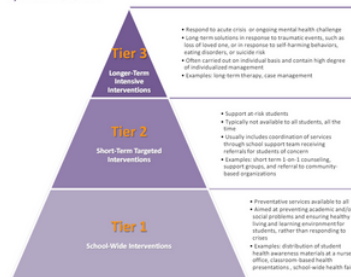 Tier 3
Longer-Term
Intensive
Interventions
• Respond to acute crisis or ongoing mental health challenge
• Long-term solutions in response to traumatic events, such as
loss of loved one, or in response to self-harming behaviors,
eating disorders, or suicide risk
• Often carried out on individual basis and contain high degree
of individualized management
• Examples: long-term therapy, case management
Tier 2
Short-Term Targeted
Interventions
• Support at risk students
• Typically not available to all students, all the
time
• Usually includes coordination of services
through school support team receiving
referrals for students of concern
• Examples: short term 1-on-1 counseling,
support groups, and referral to community-
based organizations
Tier 1
School-Wide Interventions
• Preventative services available to all
• Aimed at preventing academic and/o
social problems and ensuring healthy
living and learning environment for
students, rather than responding to
crises
• Examples: distribution of student
health awareness materials at a nurse
office, classroom-based health
presentations, school-wide health fa